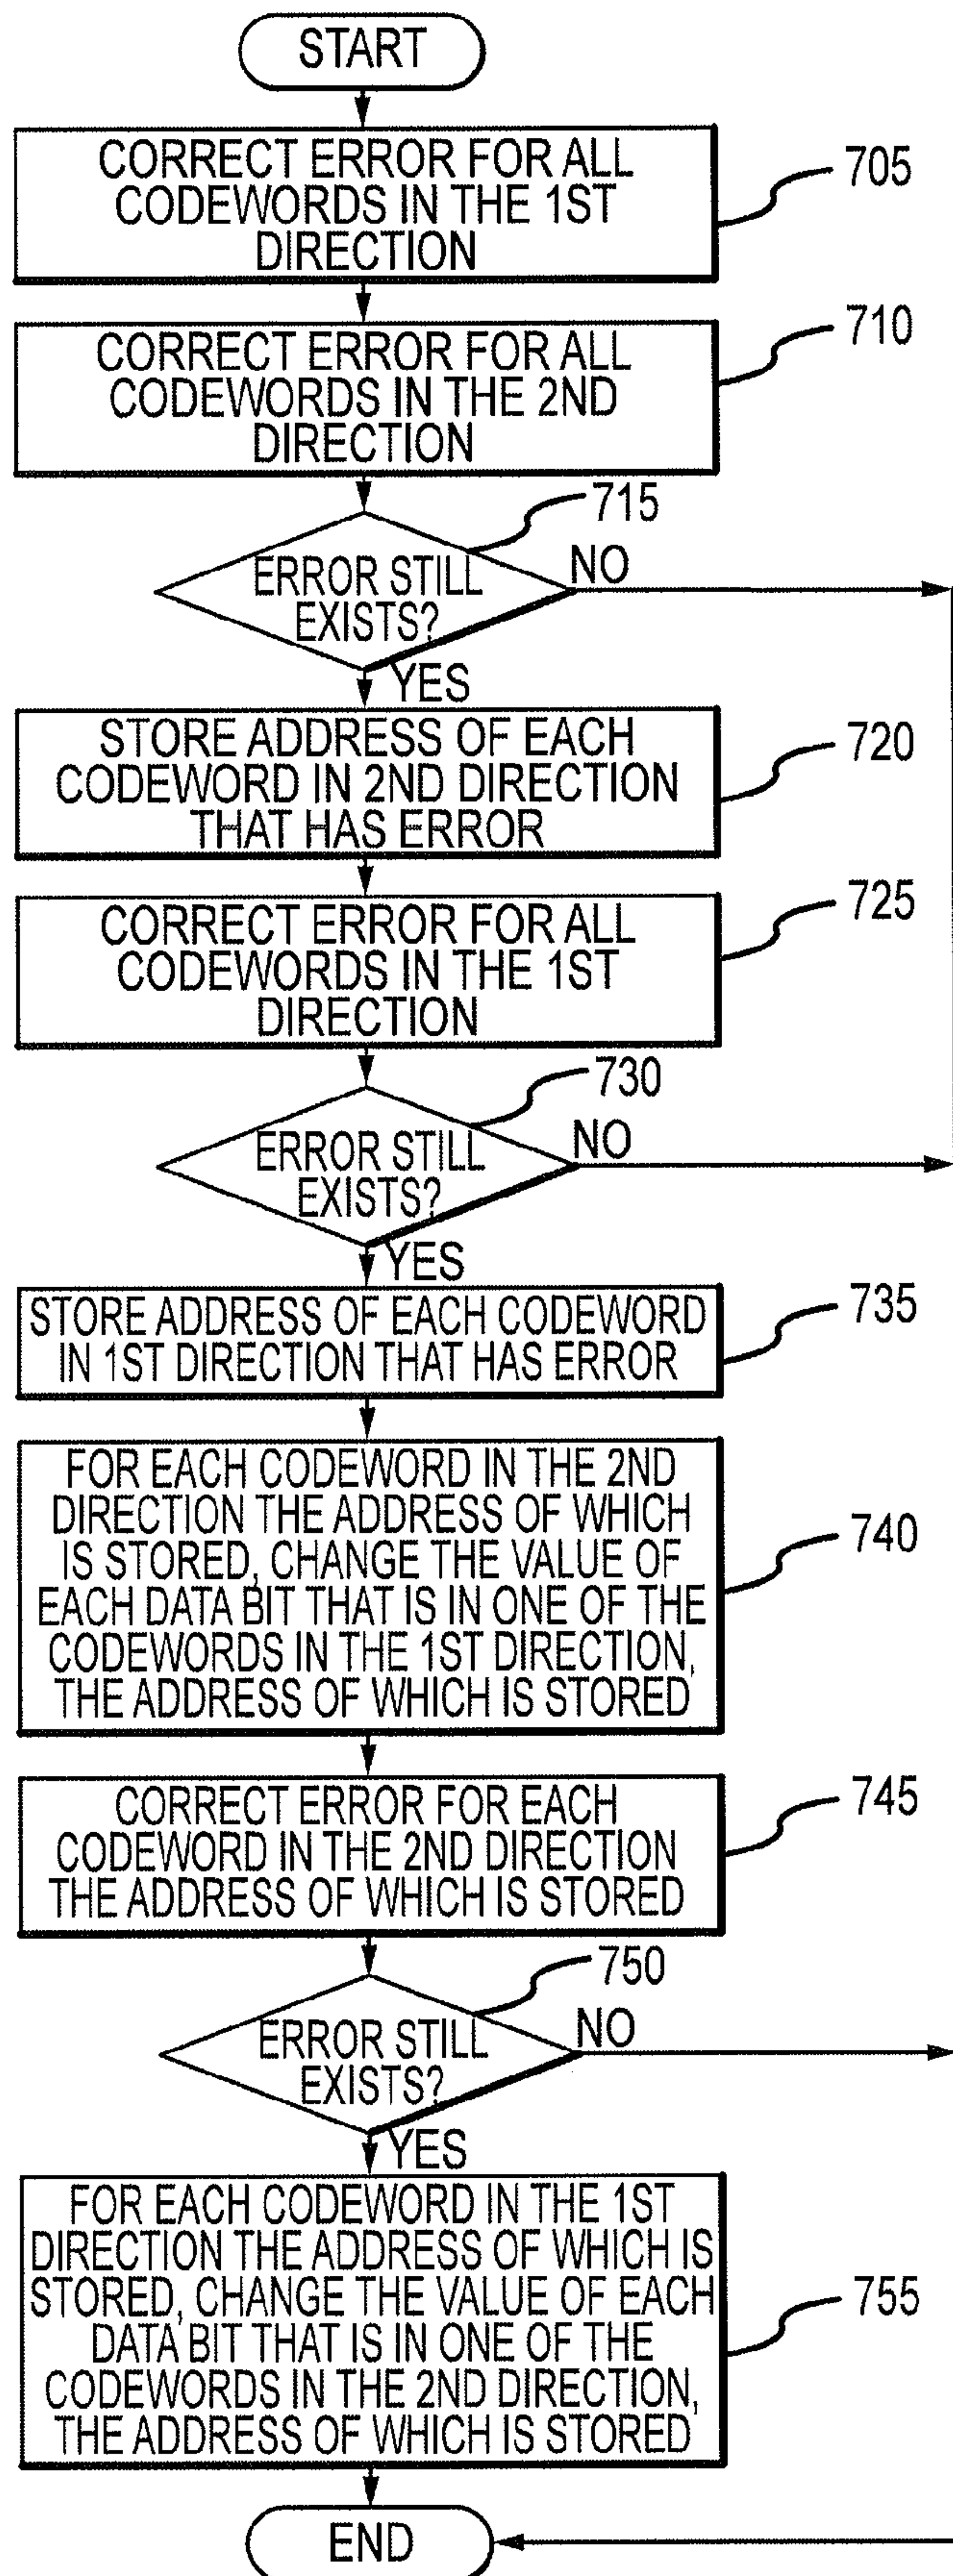 START
CORRECT ERROR FOR ALL
CODEWORDS IN THE 1ST
DIRECTION
705
CORRECT ERROR FOR ALL
CODEWORDS IN THE 2ND
DIRECTION
710
715
ERROR STILL
EXISTS?
NO
YES
STORE ADDRESS OF EACH
CODEWORD IN 2ND DIRECTION
THAT HAS ERROR
720
CORRECT ERROR FOR ALL
CODEWORDS IN THE 1ST
DIRECTION
725
730
ERROR STILL
EXISTS?
NO
YES
STORE ADDRESS OF EACH CODEWORD
IN 1ST DIRECTION THAT HAS ERROR
735
FOR EACH CODEWORD IN THE 2ND
DIRECTION THE ADDRESS OF WHICH
IS STORED, CHANGE THE VALUE OF
EACH DATA BIT THAT IS IN ONE OF THE
CODEWORDS IN THE 1ST DIRECTION,
THE ADDRESS OF WHICH IS STORED
740
CORRECT ERROR FOR EACH
CODEWORD IN THE 2ND DIRECTION
THE ADDRESS OF WHICH IS STORED
745
750
ERROR STILL
EXISTS?
NO
YES
FOR EACH CODEWORD IN THE 1ST
DIRECTION THE ADDRESS OF WHICH IS
STORED, CHANGE THE VALUE OF EACH
DATA BIT THAT IS IN ONE OF THE
CODEWORDS IN THE 2ND DIRECTION,
THE ADDRESS OF WHICH IS STORED
755
END